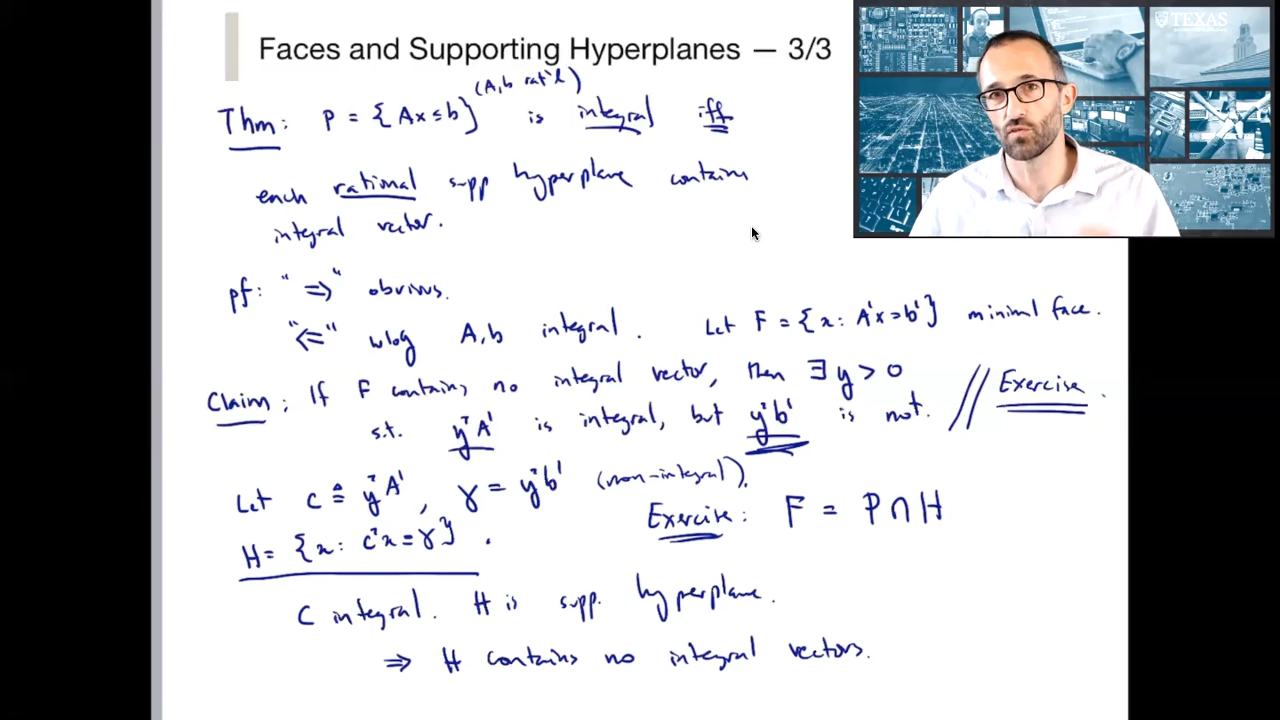 Faces and Supporting Hyperplanes — 3/3
TEXAS
(A,b rat'l)
Thm: P = {Ax ≤ b} is integral iff
each rational supp hyperplane contains
integral vector.
pf: "⇒" obvious.
"⇐" wlog A,b integral. Let F = {x: A'x = b'} minimal face.
Claim: If F contains no integral vector, then ∃ y > 0
s.t. yᵀA' is integral, but yᵀb' is not. // Exercise.
Let c ≜ yᵀA', γ = yᵀb' (non-integral).
H = {x: cᵀx = γ}. Exercise: F = P ∩ H
C integral. H is supp. hyperplane.
⇒ H contains no integral vectors.